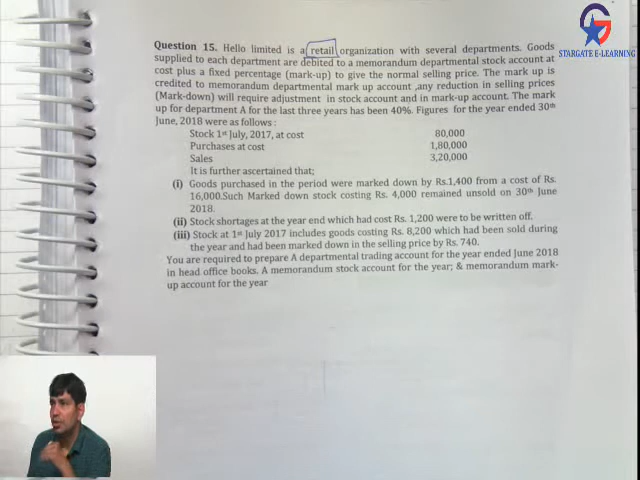 STARGATE E-LEARNING
Question 15. Hello limited is a retail organization with several departments. Goods
supplied to each department are debited to a memorandum departmental stock account at
cost plus a fixed percentage (mark-up) to give the normal selling price. The mark up is
credited to memorandum departmental mark up account ,any reduction in selling prices
(Mark-down) will require adjustment in stock account and in mark-up account. The mark
up for department A for the last three years has been 40%. Figures for the year ended 30th
June, 2018 were as follows :
Stock 1st July, 2017, at cost 80,000
Purchases at cost 1,80,000
Sales 3,20,000
It is further ascertained that;
(i) Goods purchased in the period were marked down by Rs.1,400 from a cost of Rs.
16,000.Such Marked down stock costing Rs. 4,000 remained unsold on 30th June
2018.
(ii) Stock shortages at the year end which had cost Rs. 1,200 were to be written off.
(iii) Stock at 1st July 2017 includes goods costing Rs. 8,200 which had been sold during
the year and had been marked down in the selling price by Rs. 740.
You are required to prepare A departmental trading account for the year ended June 2018
in head office books. A memorandum stock account for the year; & memorandum mark-
up account for the year